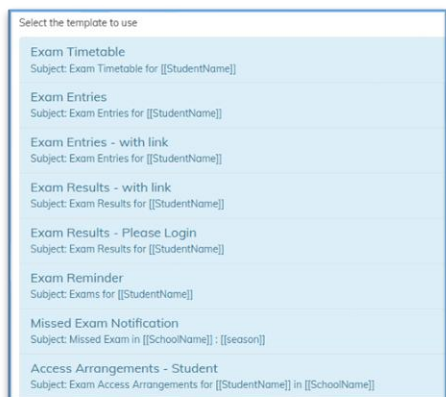 Select the template to use
Exam Timetable
Subject: Exam Timetable for [[StudentName]]
Exam Entries
Subject: Exam Entries for [[StudentName]]
Exam Entries - with link
Subject: Exam Entries for [[StudentName]]
Exam Results - with link
Subject: Exam Results for [[StudentName]]
Exam Results - Please Login
Subject: Exam Results for [[StudentName]]
Exam Reminder
Subject: Exams for [[StudentName]]
Missed Exam Notification
Subject: Missed Exam in [[SchoolName]] : [[season]]
Access Arrangements - Student
Subject: Exam Access Arrangements for [[StudentName]] in [[SchoolName]]